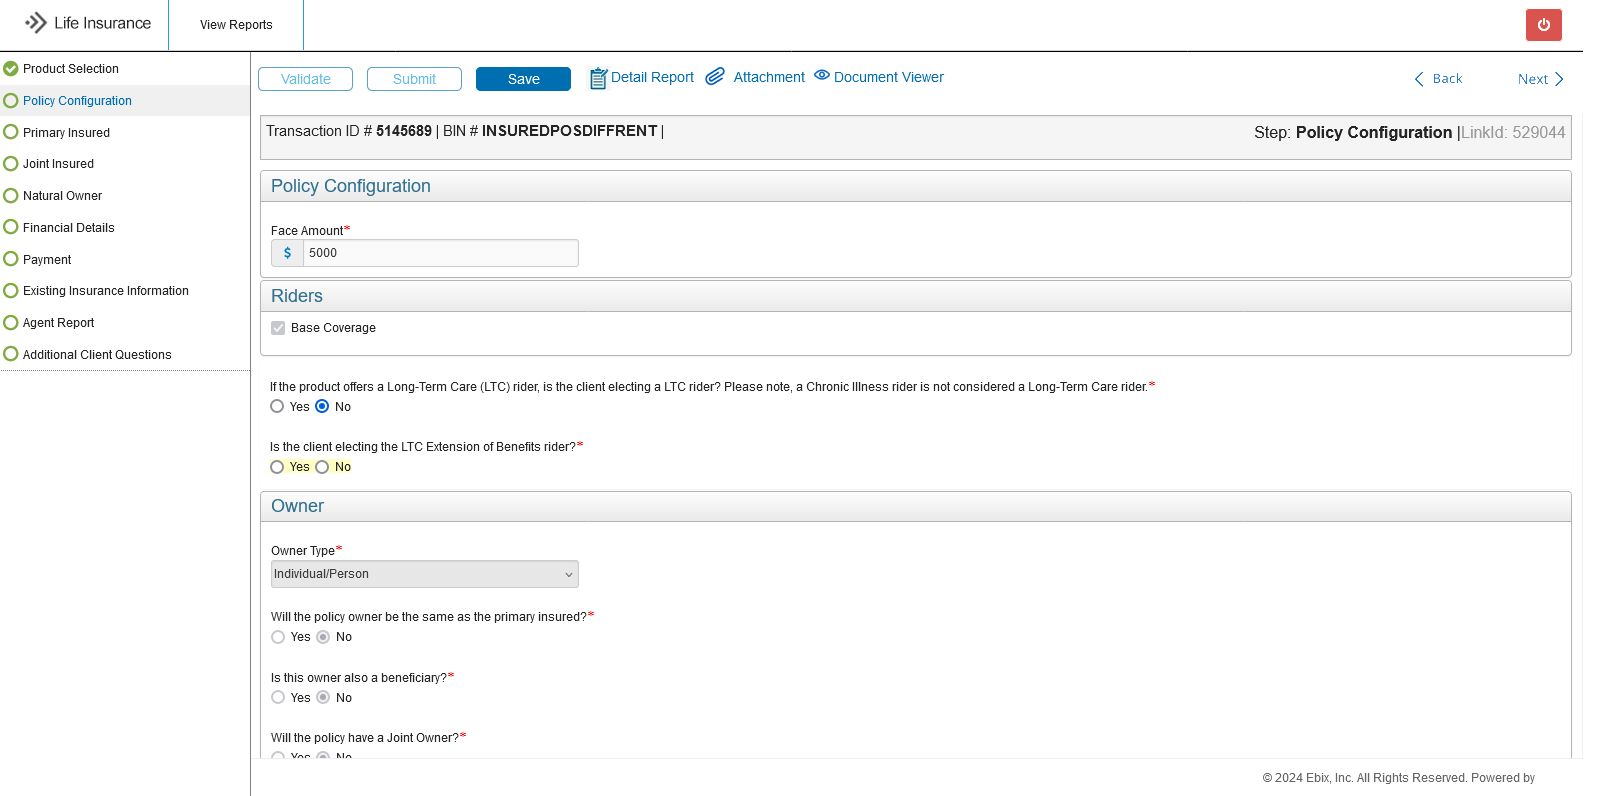 Life Insurance
View Reports
Product Selection
Policy Configuration
Primary Insured
Joint Insured
Natural Owner
Financial Details
Payment
Existing Insurance Information
Agent Report
Additional Client Questions
Validate Submit Save Detail Report Attachment Document Viewer Back Next
Transaction ID # 5145689 | BIN # INSUREDPOSDIFFRENT |
Step: Policy Configuration |LinkId: 529044
Policy Configuration
Face Amount*
$ 5000
Riders
Base Coverage
If the product offers a Long-Term Care (LTC) rider, is the client electing a LTC rider? Please note, a Chronic Illness rider is not considered a Long-Term Care rider.*
Yes No
Is the client electing the LTC Extension of Benefits rider?*
Yes No
Owner
Owner Type*
Individual/Person
Will the policy owner be the same as the primary insured?*
Yes No
Is this owner also a beneficiary?*
Yes No
Will the policy have a Joint Owner?*
Yes No
© 2024 Ebix, Inc. All Rights Reserved. Powered by